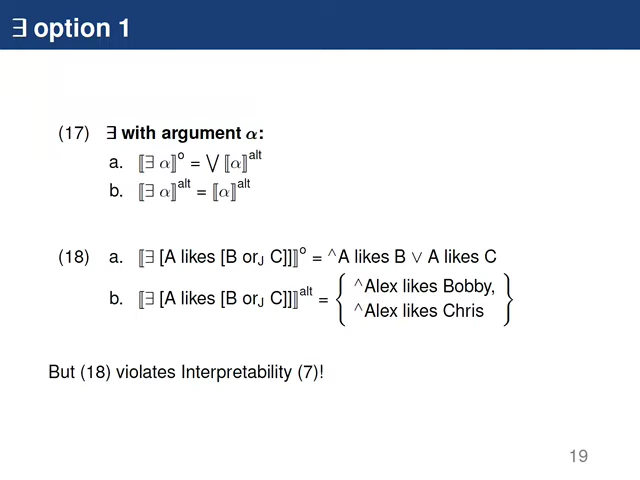 ∃ option 1
(17) ∃ with argument α:
a. ⟦∃ α⟧ᵒ = ⋁ ⟦α⟧ᵃˡᵗ
b. ⟦∃ α⟧ᵃˡᵗ = ⟦α⟧ᵃˡᵗ
(18) a. ⟦∃ [A likes [B or_J C]]⟧ᵒ = ^A likes B ∨ A likes C
b. ⟦∃ [A likes [B or_J C]]⟧ᵃˡᵗ = { ^Alex likes Bobby,
^Alex likes Chris }
But (18) violates Interpretability (7)!
19